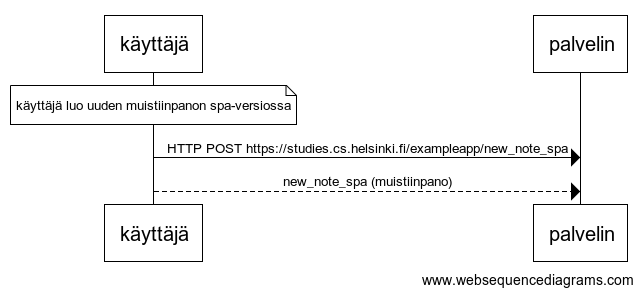 käyttäjä
palvelin
käyttäjä luo uuden muistiinpanon spa-versiossa
HTTP POST https://studies.cs.helsinki.fi/exampleapp/new_note_spa
new_note_spa (muistiinpano)
käyttäjä
palvelin
www.websequencediagrams.com